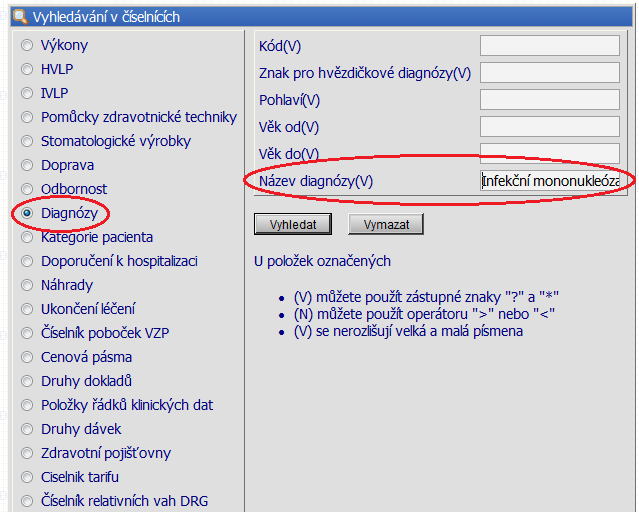 Vyhledávání v číselnících
Výkony
HVLP
IVLP
Pomůcky zdravotnické techniky
Stomatologické výrobky
Doprava
Odbornost
Diagnózy
Kategorie pacienta
Doporučení k hospitalizaci
Náhrady
Ukončení léčení
Číselník poboček VZP
Cenová pásma
Druhy dokladů
Položky řádků klinických dat
Druhy dávek
Zdravotní pojišťovny
Ciselnik tarifu
Číselník relativních vah DRG
Kód(V)
Znak pro hvězdičkové diagnózy(V)
Pohlaví(V)
Věk od(V)
Věk do(V)
Název diagnózy(V) Infekční mononukleóza
Vyhledat Vymazat
U položek označených
• (V) můžete použít zástupné znaky "?" a "*"
• (N) můžete použít operátoru ">" nebo "<"
• (V) se nerozlišují velká a malá písmena